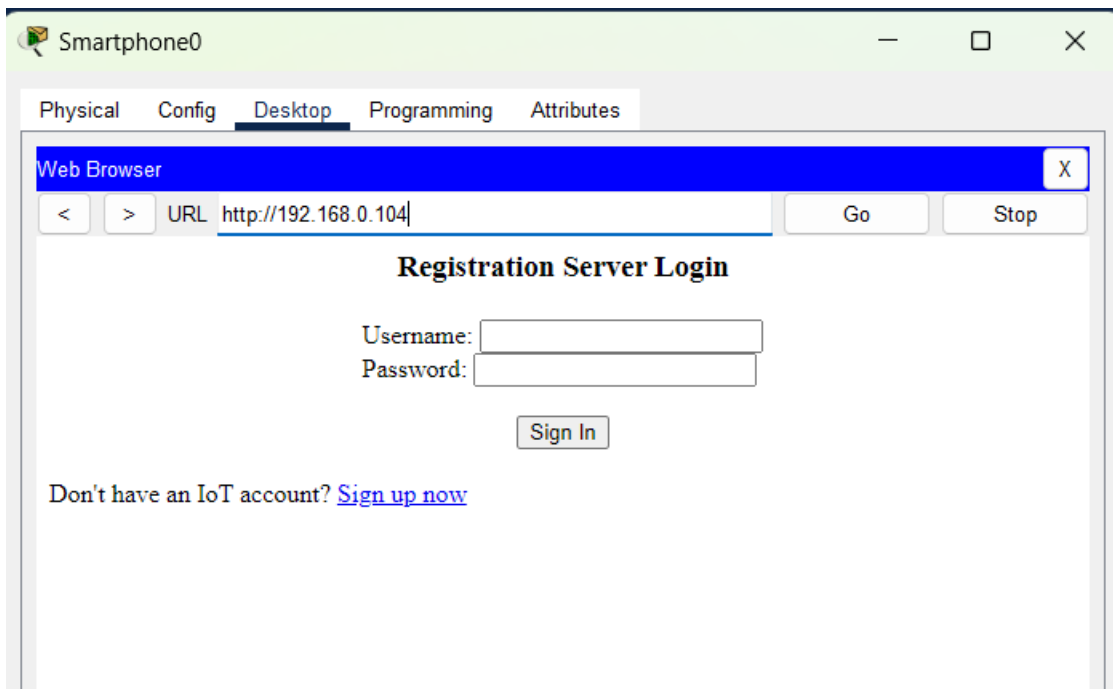 Smartphone0
Physical Config Desktop Programming Attributes
Web Browser X
< > URL http://192.168.0.104 Go Stop
Registration Server Login
Username:
Password:
Sign In
Don't have an IoT account? Sign up now